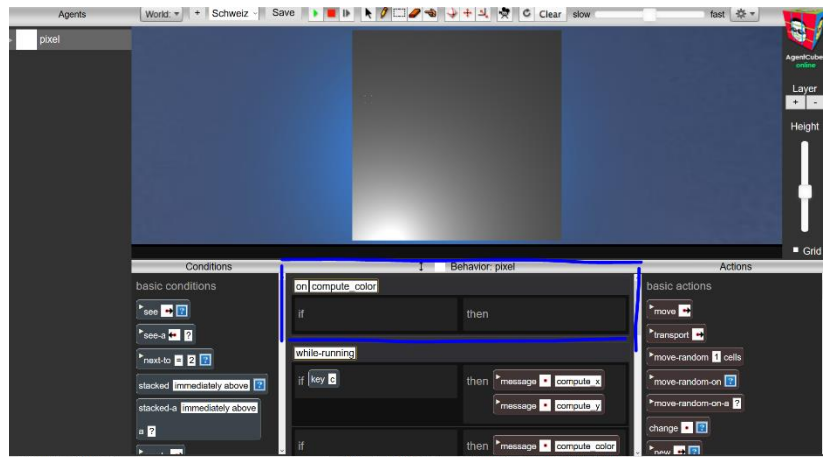 Agents World: + Schweiz Save Clear slow fast
pixel
AgentCube
online
Layer
+ -
Height
Grid
Conditions Behavior: pixel Actions
basic conditions
see ?
see-a ?
next-to = 2 ?
stacked immediately above ?
stacked-a immediately above
a ?
on compute_color
if then
while-running
if key c then message compute_x
message compute_y
if then message compute_color
basic actions
move
transport
move-random 1 cells
move-random-on ?
move-random-on-a ?
change ?
new ?